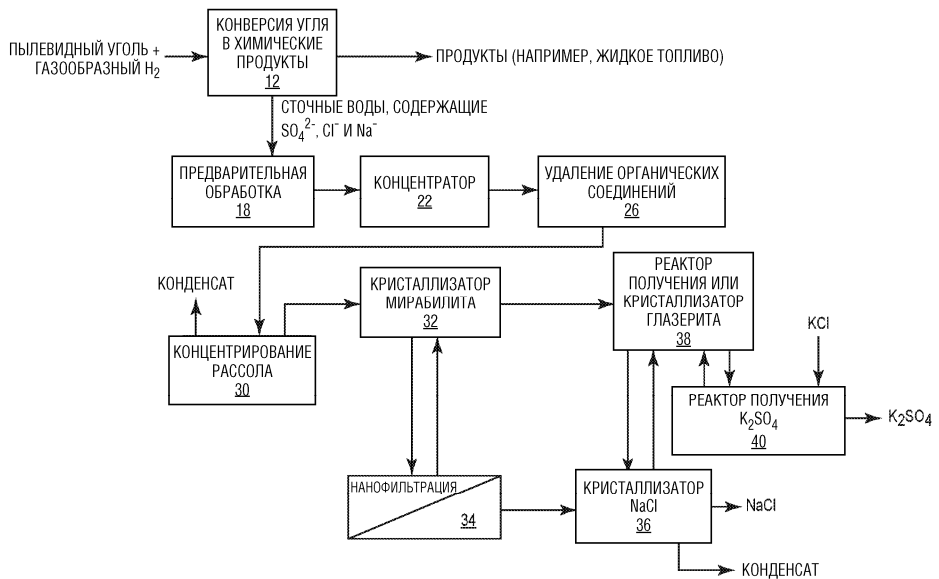 ПЫЛЕВИДНЫЙ УГОЛЬ +
ГАЗООБРАЗНЫЙ H₂
КОНВЕРСИЯ УГЛЯ
В ХИМИЧЕСКИЕ
ПРОДУКТЫ
12
ПРОДУКТЫ (НАПРИМЕР, ЖИДКОЕ ТОПЛИВО)
СТОЧНЫЕ ВОДЫ, СОДЕРЖАЩИЕ
SO₄²⁻, Cl⁻ И Na⁻
ПРЕДВАРИТЕЛЬНАЯ
ОБРАБОТКА
18
КОНЦЕНТРАТОР
22
УДАЛЕНИЕ ОРГАНИЧЕСКИХ
СОЕДИНЕНИЙ
26
КОНДЕНСАТ
КОНЦЕНТРИРОВАНИЕ
РАССОЛА
30
КРИСТАЛЛИЗАТОР
МИРАБИЛИТА
32
РЕАКТОР
ПОЛУЧЕНИЯ ИЛИ
КРИСТАЛЛИЗАТОР
ГЛАЗЕРИТА
38
KCl
РЕАКТОР ПОЛУЧЕНИЯ
K₂SO₄
40
K₂SO₄
НАНОФИЛЬТРАЦИЯ
34
КРИСТАЛЛИЗАТОР
NaCl
36
NaCl
КОНДЕНСАТ